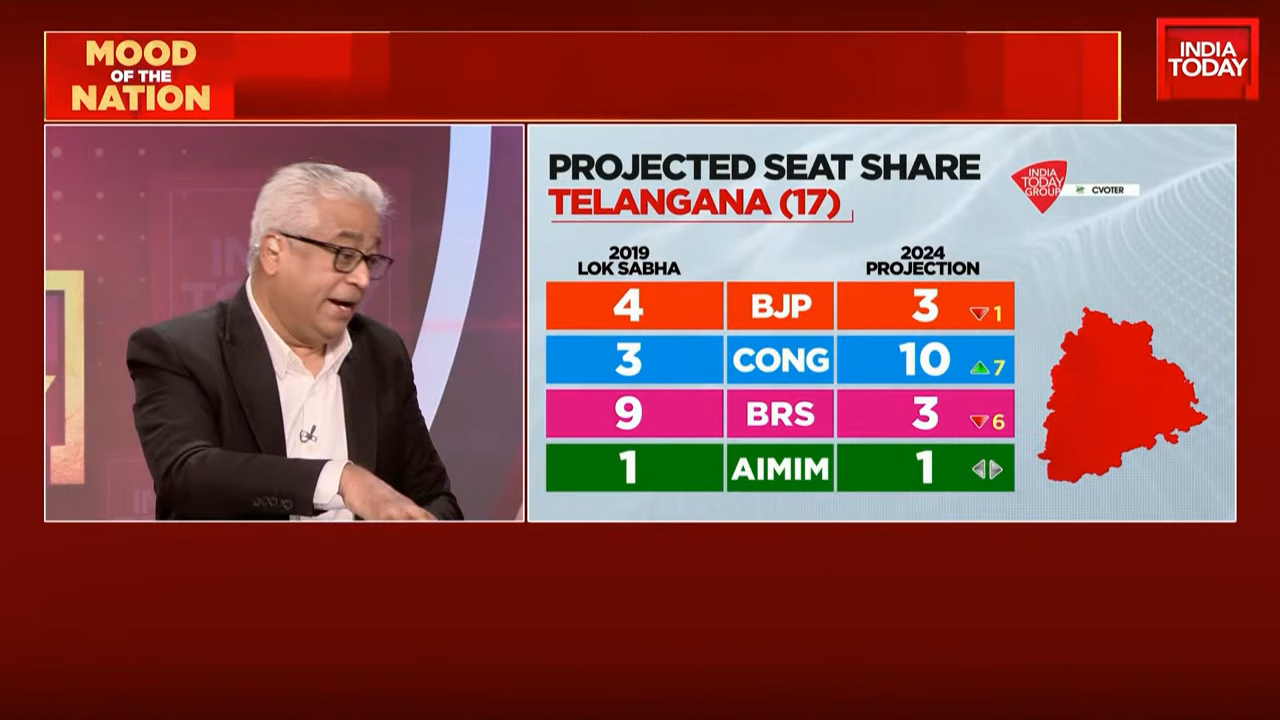 MOOD
OF THE
NATION
INDIA
TODAY
PROJECTED SEAT SHARE
TELANGANA (17)
INDIA
TODAY
GROUP
CVOTER
2019
LOK SABHA
2024
PROJECTION
4 BJP 3 1
3 CONG 10 7
9 BRS 3 6
1 AIMIM 1